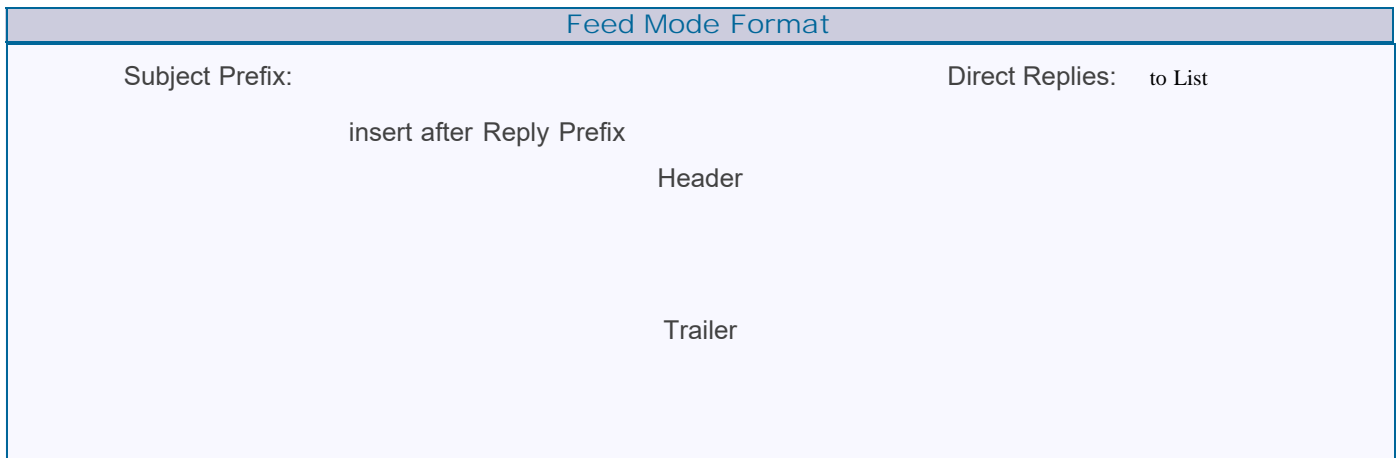 Feed Mode Format
Subject Prefix: Direct Replies: to List
insert after Reply Prefix
Header
Trailer